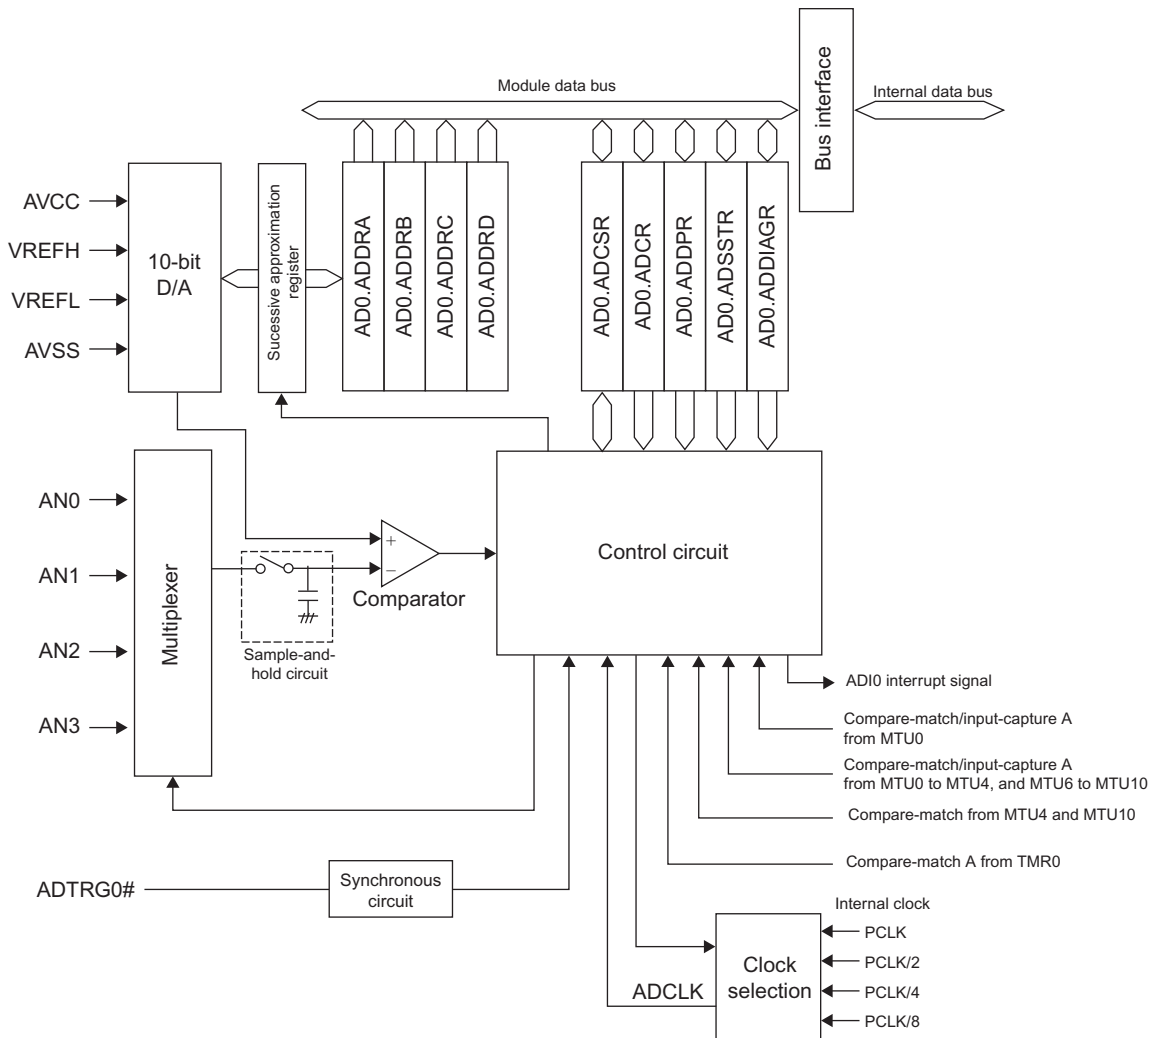 Module data bus
Bus interface
Internal data bus
AVCC
VREFH
VREFL
AVSS
10-bit
D/A
Sucessive approximation
register
AD0.ADDRA
AD0.ADDRB
AD0.ADDRC
AD0.ADDRD
AD0.ADCSR
AD0.ADCR
AD0.ADDPR
AD0.ADSSTR
AD0.ADDIAGR
AN0
AN1
AN2
AN3
Multiplexer
Sample-and-
hold circuit
+
−
Comparator
Control circuit
ADI0 interrupt signal
Compare-match/input-capture A
from MTU0
Compare-match/input-capture A
from MTU0 to MTU4, and MTU6 to MTU10
Compare-match from MTU4 and MTU10
Compare-match A from TMR0
ADTRG0#
Synchronous
circuit
Internal clock
PCLK
PCLK/2
PCLK/4
PCLK/8
Clock
selection
ADCLK